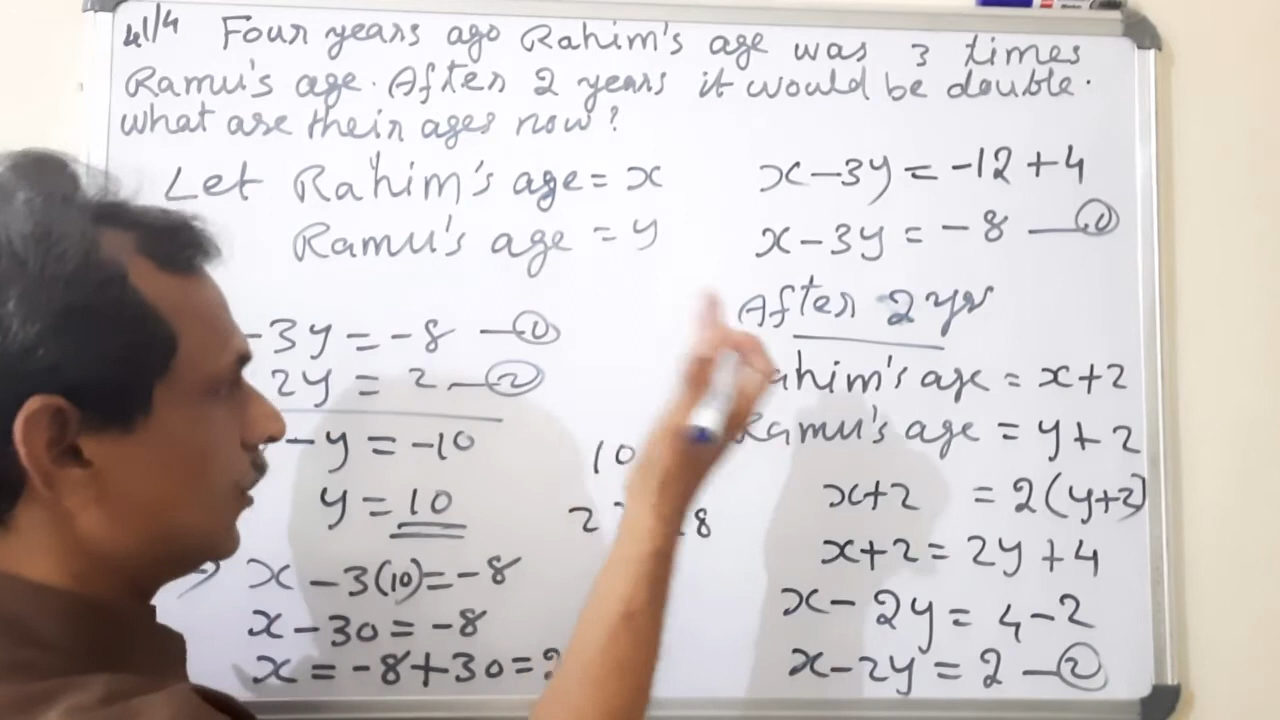 41/4 Four years ago Rahim's age was 3 times
Ramu's age. After 2 years it would be double.
What are their ages now?
Let Rahim's age = x
Ramu's age = y
-3y = -8 — ①
2y = 2 — ②
-y = -10
y = 10
x - 3(10) = -8
x - 30 = -8
x = -8 + 30 =
10
2
8
x - 3y = -12 + 4
x - 3y = -8 — ①
After 2 yrs
ahim's age = x + 2
Ramu's age = y + 2
x + 2 = 2(y + 2)
x + 2 = 2y + 4
x - 2y = 4 - 2
x - 2y = 2 — ②